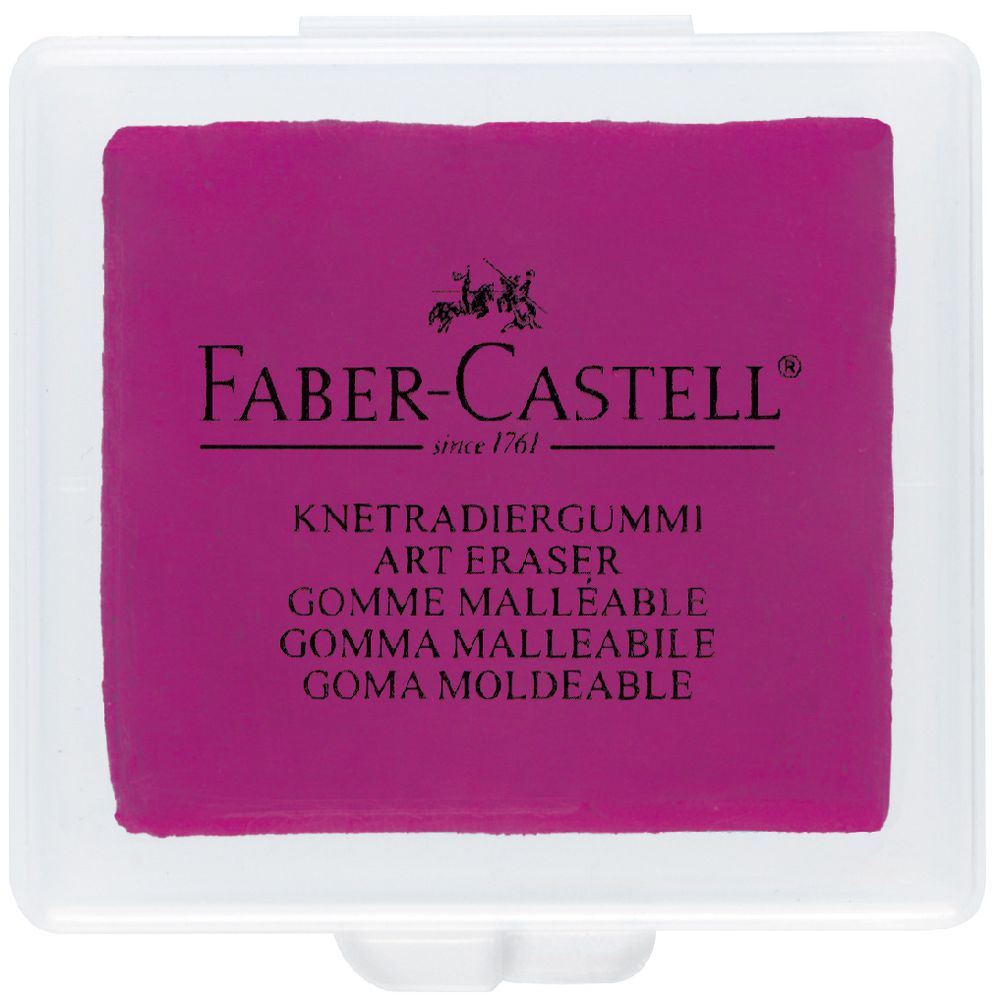 FABER-CASTELL®
since 1761
KNETRADIERGUMMI
ART ERASER
GOMME MALLÉABLE
GOMMA MALLEABILE
GOMA MOLDEABLE